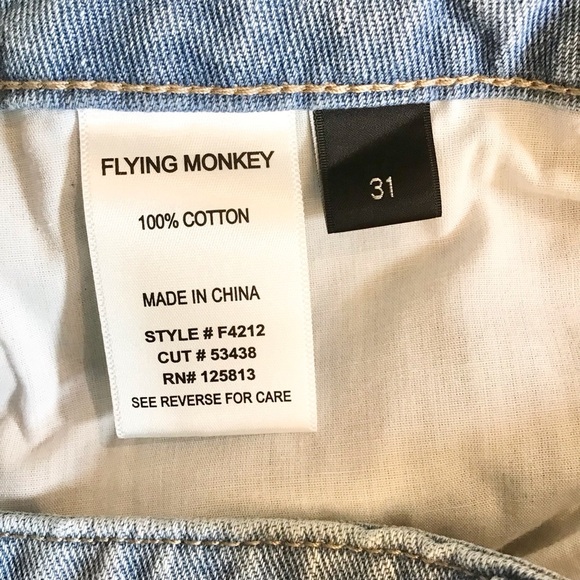 FLYING MONKEY
100% COTTON
MADE IN CHINA
STYLE # F4212
CUT # 53438
RN# 125813
SEE REVERSE FOR CARE
31